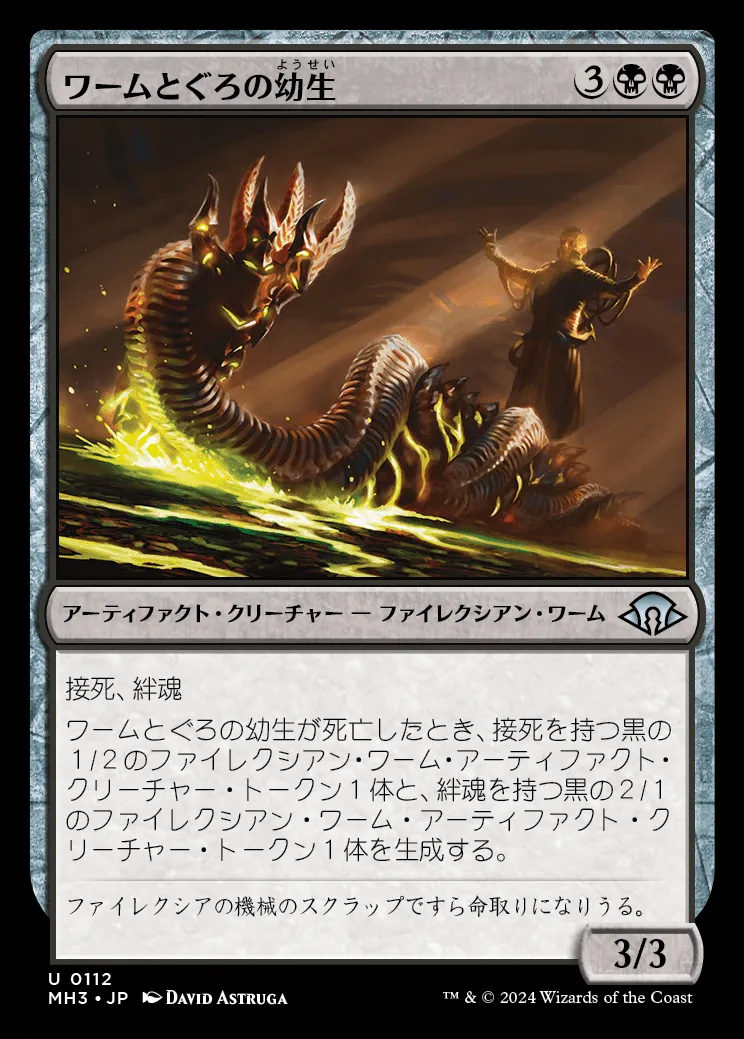 ワームとぐろの幼生 3
ようせい
アーティファクト・クリーチャー — ファイレクシアン・ワーム
接死、絆魂
ワームとぐろの幼生が死亡したとき、接死を持つ黒の
1/2のファイレクシアン・ワーム・アーティファクト・
クリーチャー・トークン1体と、絆魂を持つ黒の2/1
のファイレクシアン・ワーム・アーティファクト・ク
リーチャー・トークン1体を生成する。
ファイレクシアの機械のスクラップですら命取りになりうる。
3/3
U 0112
MH3 • JP DAVID ASTRUGA
™ & © 2024 Wizards of the Coast